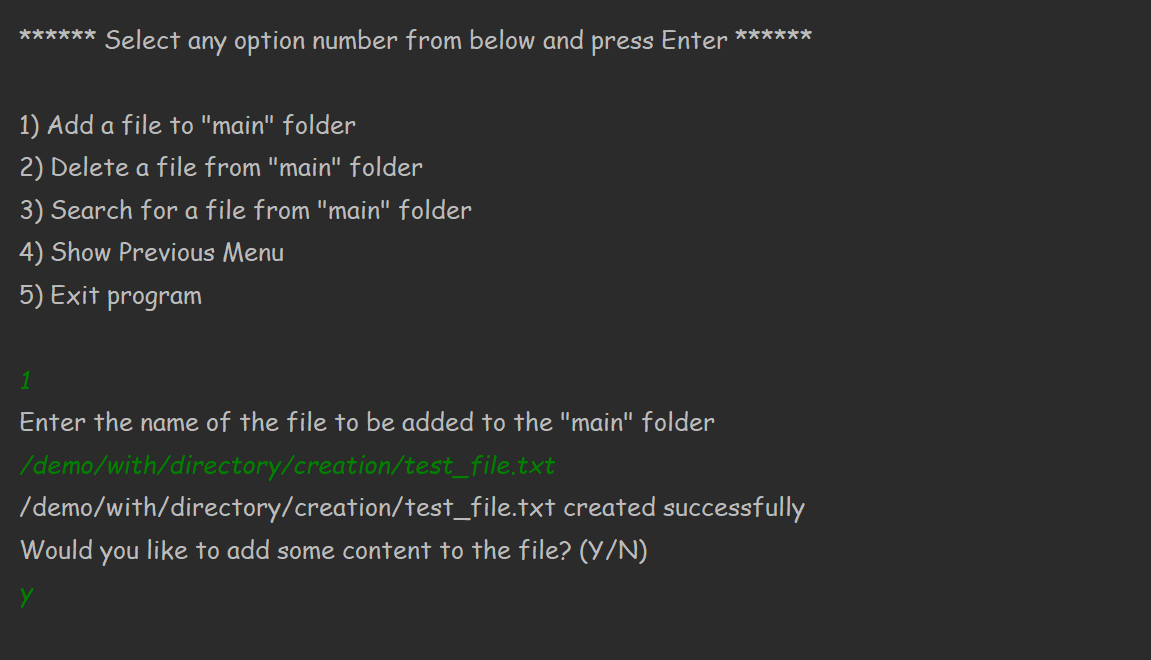 ****** Select any option number from below and press Enter ******
1) Add a file to "main" folder
2) Delete a file from "main" folder
3) Search for a file from "main" folder
4) Show Previous Menu
5) Exit program
1
Enter the name of the file to be added to the "main" folder
/demo/with/directory/creation/test_file.txt
/demo/with/directory/creation/test_file.txt created successfully
Would you like to add some content to the file? (Y/N)
y